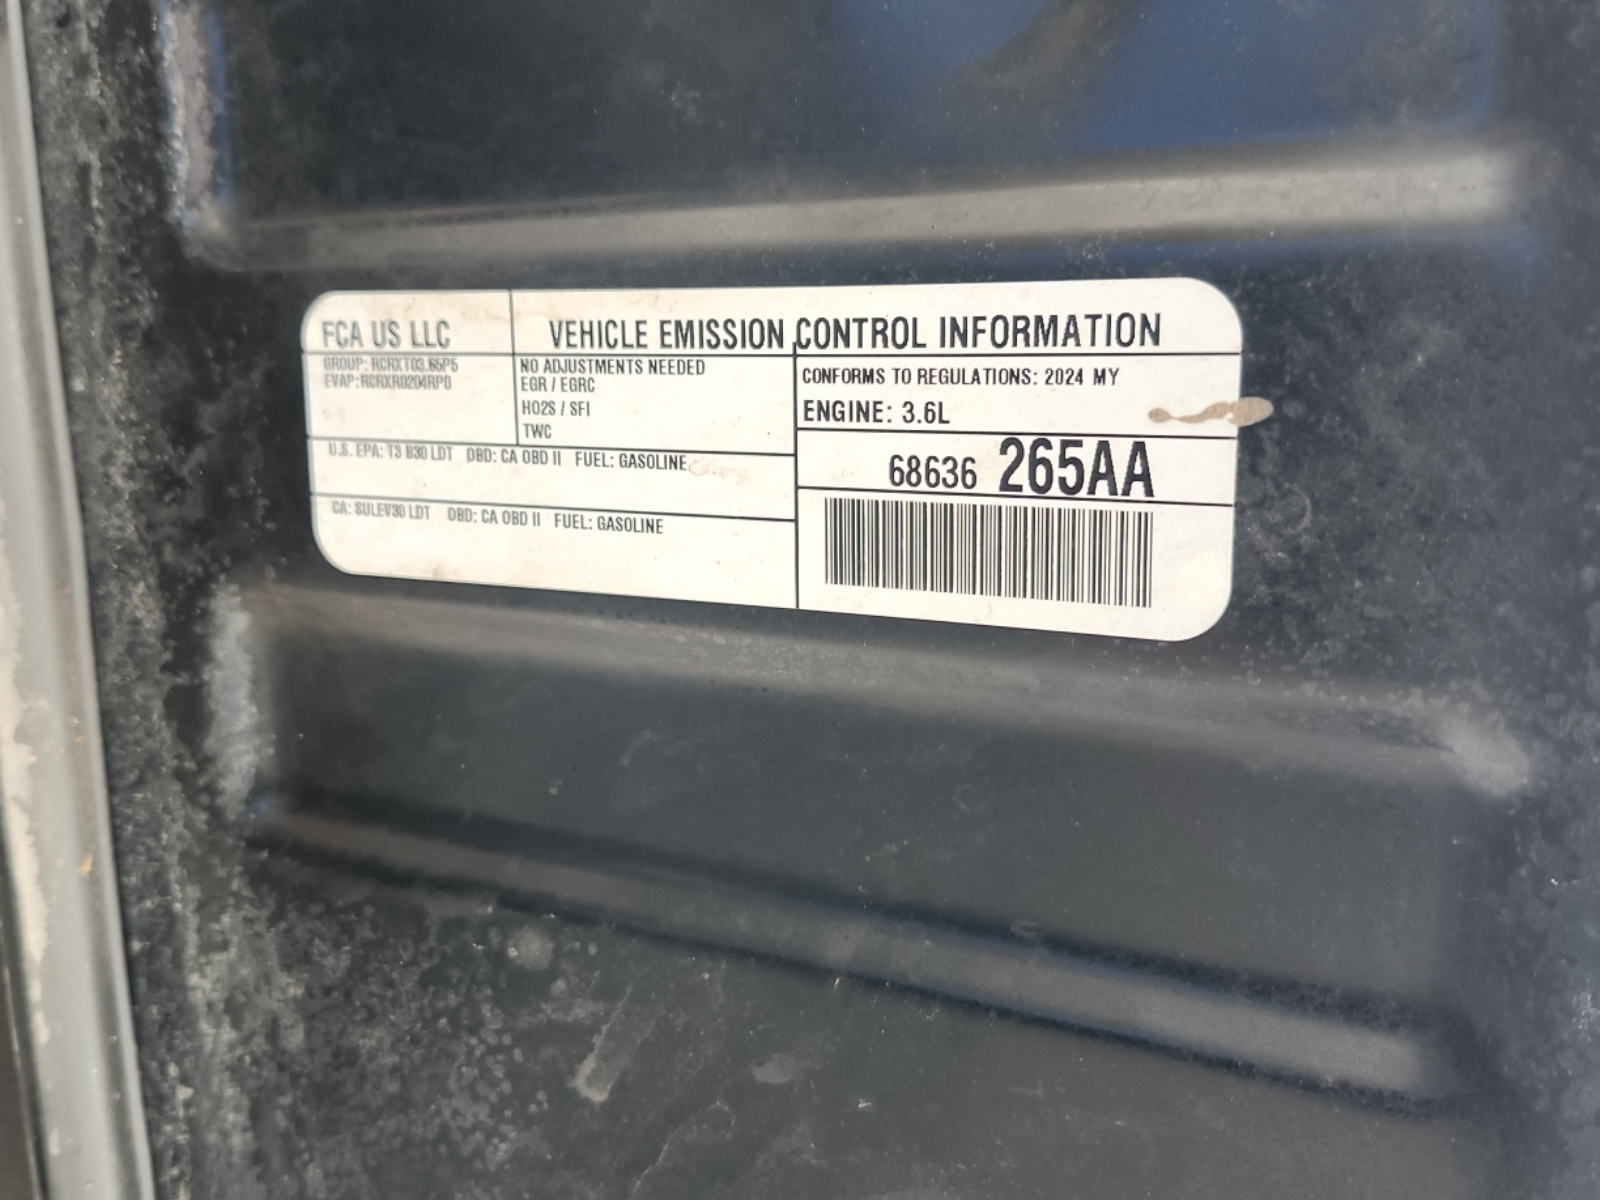 FCA US LLC
VEHICLE EMISSION CONTROL INFORMATION
GROUP: RCRXT03.65P5
EVAP: RCRXR0204RP0
NO ADJUSTMENTS NEEDED
EGR / EGRC
HO2S / SFI
TWC
CONFORMS TO REGULATIONS: 2024 MY
ENGINE: 3.6L
U.S. EPA: T3 B30 LDT OBD: CA OBD II FUEL: GASOLINE
68636 265AA
CA: SULEV30 LDT OBD: CA OBD II FUEL: GASOLINE